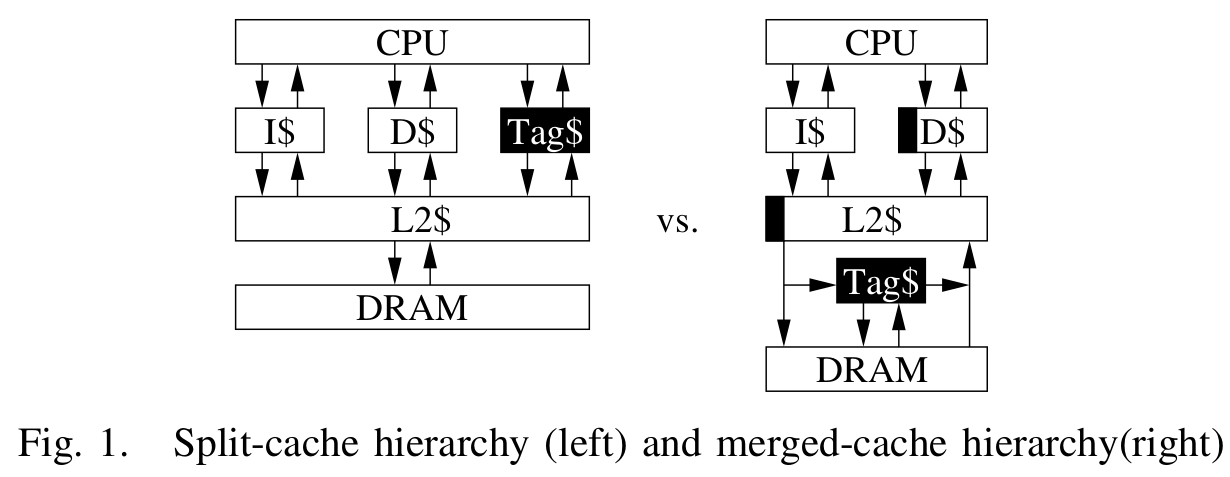 CPU
I$ D$ Tag$
L2$
DRAM
vs.
CPU
I$ D$
L2$
Tag$
DRAM
Fig. 1. Split-cache hierarchy (left) and merged-cache hierarchy(right)